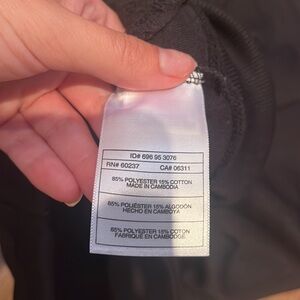 ID# 696 95 3076
RN# 60237 CA# 06311
85% POLYESTER 15% COTTON
MADE IN CAMBODIA
85% POLIÉSTER 15% ALGODÓN
HECHO EN CAMBOYA
85% POLYESTER 15% COTON
FABRIQUÉ EN CAMBODGE